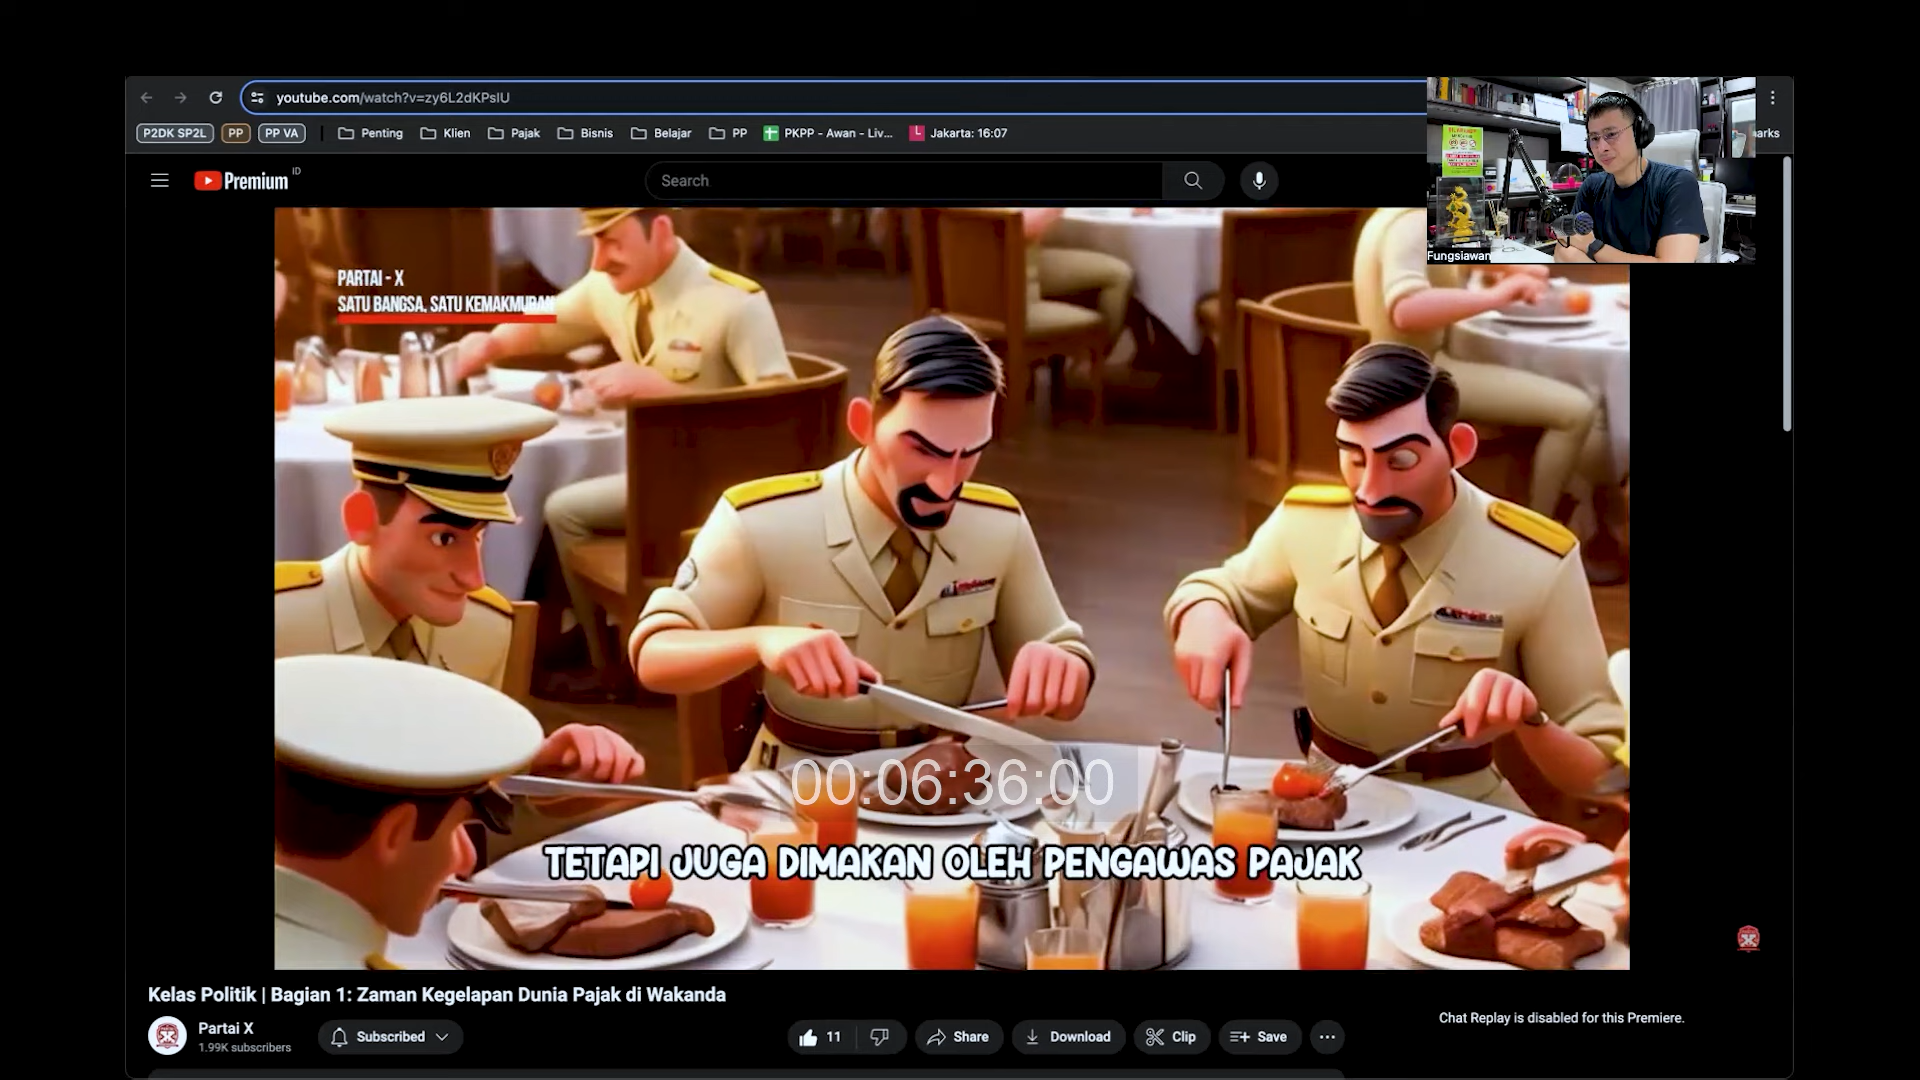 youtube.com/watch?v=zy6L2dKPsIU
P2DK SP2L
PP
PP VA
Penting
Klien
Pajak
Bisnis
Belajar
PP
PKPP - Awan - Liv...
Jakarta: 16:07
arks
Fungsiawan
Premium ID
Search
PARTAI - X
SATU BANGSA, SATU KEMAKMURAN
00:06:36:00
TETAPI JUGA DIMAKAN OLEH PENGAWAS PAJAK
Kelas Politik | Bagian 1: Zaman Kegelapan Dunia Pajak di Wakanda
Partai X
1.99K subscribers
Subscribed
11
Share
Download
Clip
Save
Chat Replay is disabled for this Premiere.